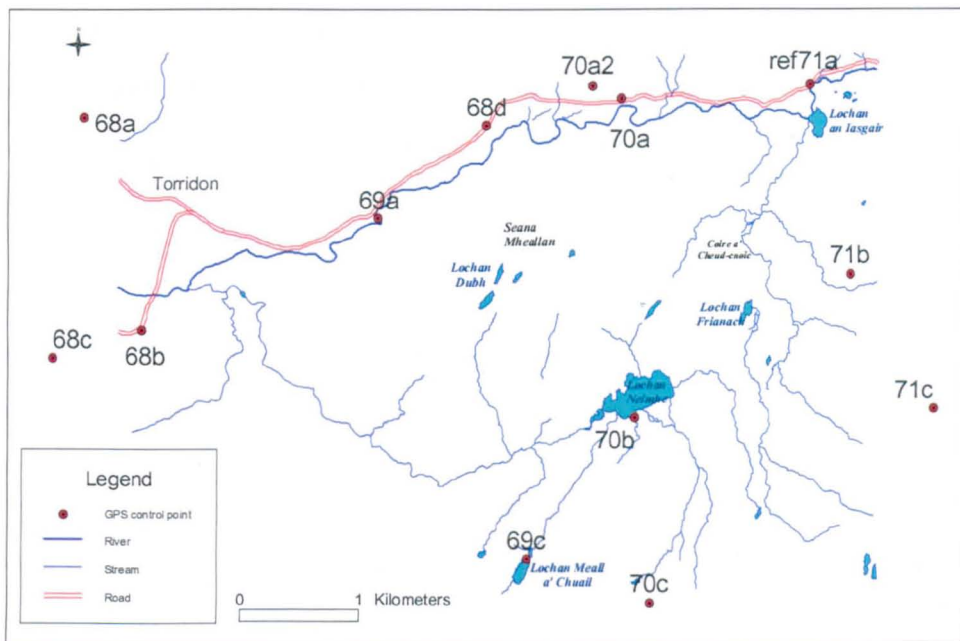 70a2
ref71a
68a
68d
70a
Lochan
an Iasgair
Torridon
69a
Seana
Mheallan
Coire a'
Cheud-cnoic
71b
Lochan
Dubh
Lochan
Frianach
68c
68b
Lochan
Neimhe
71c
70b
Legend
GPS control point
River
Stream
Road
69c
Lochan Meall
a' Chuail
70c
0 1 Kilometers